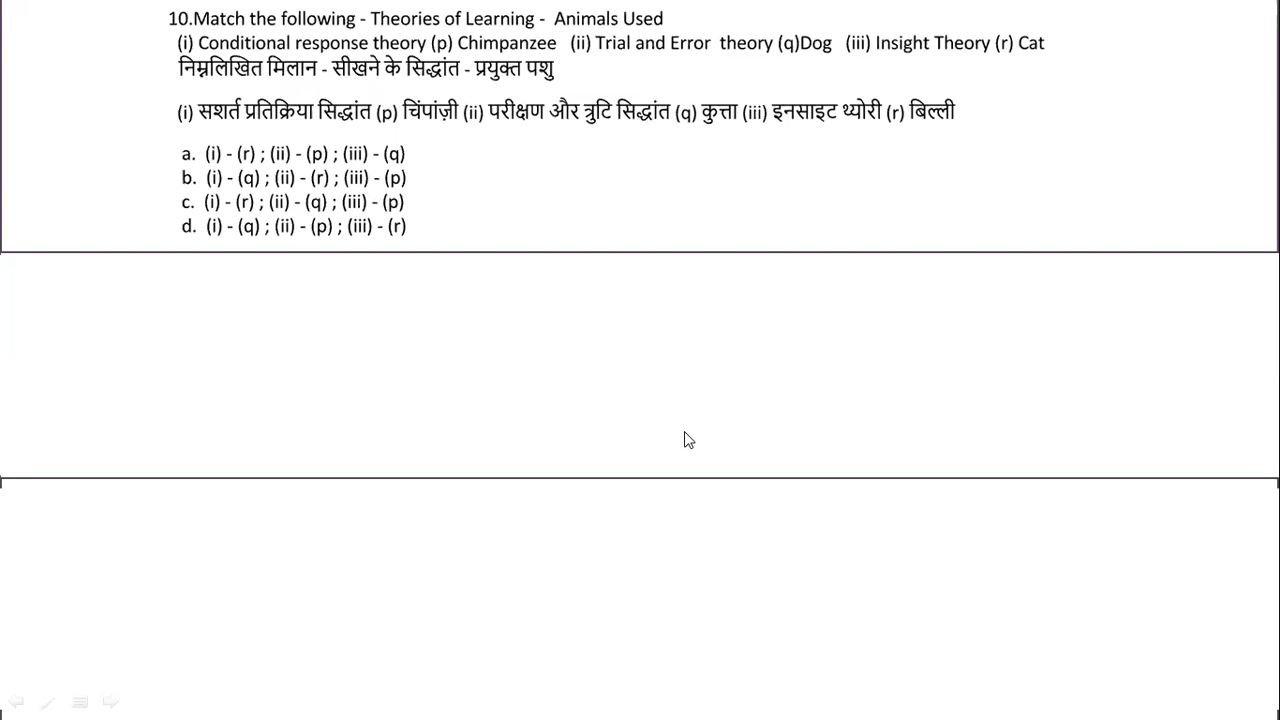 10.Match the following - Theories of Learning - Animals Used
(i) Conditional response theory (p) Chimpanzee (ii) Trial and Error theory (q)Dog (iii) Insight Theory (r) Cat
निम्नलिखित मिलान - सीखने के सिद्धांत - प्रयुक्त पशु
(i) सशर्त प्रतिक्रिया सिद्धांत (p) चिंपांज़ी (ii) परीक्षण और त्रुटि सिद्धांत (q) कुत्ता (iii) इनसाइट थ्योरी (r) बिल्ली
a. (i) - (r) ; (ii) - (p) ; (iii) - (q)
b. (i) - (q) ; (ii) - (r) ; (iii) - (p)
c. (i) - (r) ; (ii) - (q) ; (iii) - (p)
d. (i) - (q) ; (ii) - (p) ; (iii) - (r)